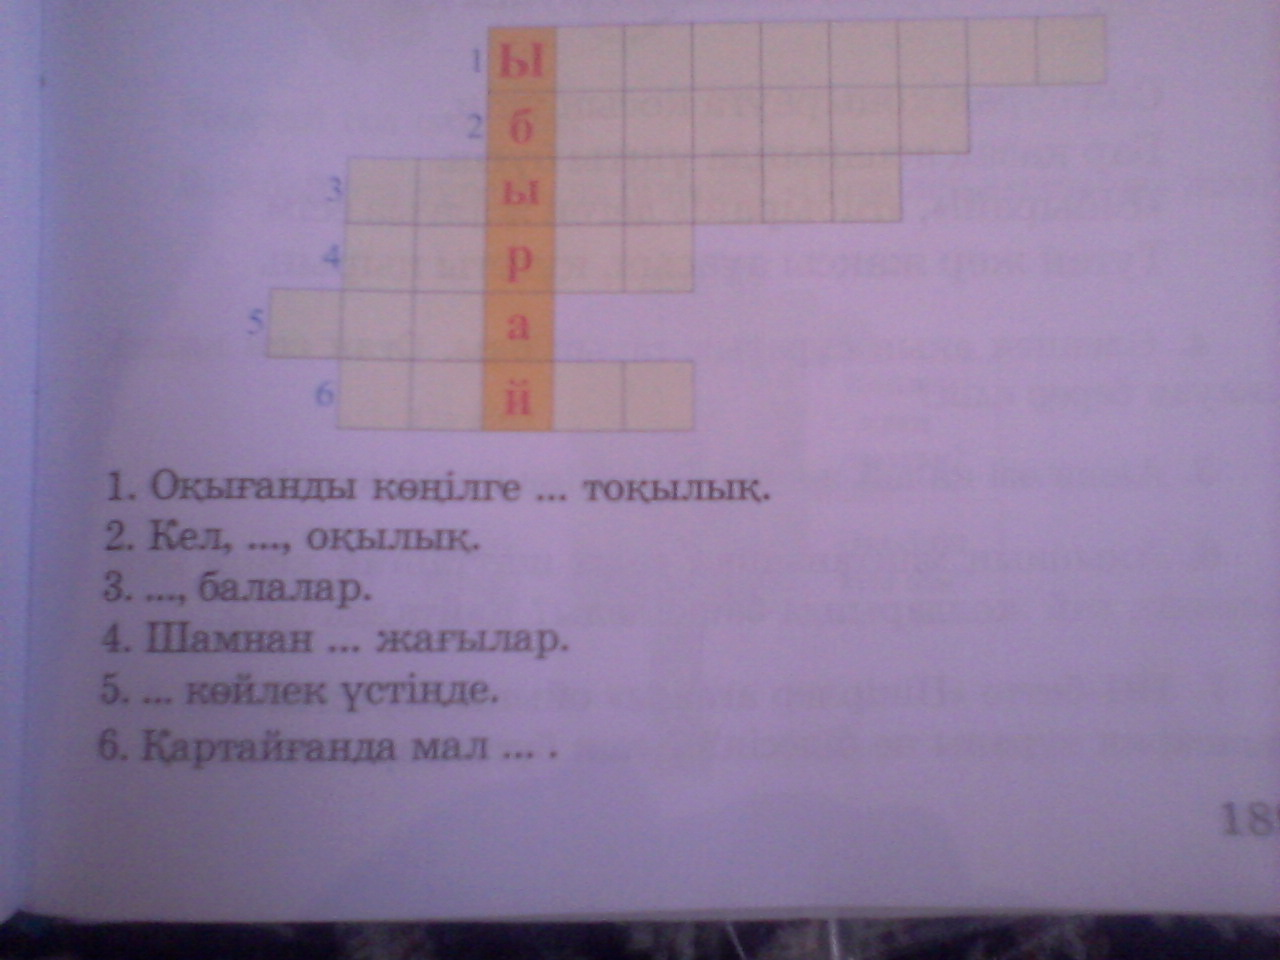 1 Ы
2 б
3 ы
4 р
5 а
6 й
1. Оқығанды көңілге ... тоқылық.
2. Кел, ..., оқылық.
3. ..., балалар.
4. Шамнан ... жағылар.
5. ... көйлек үстіңде.
6. Қартайғанда мал ... .